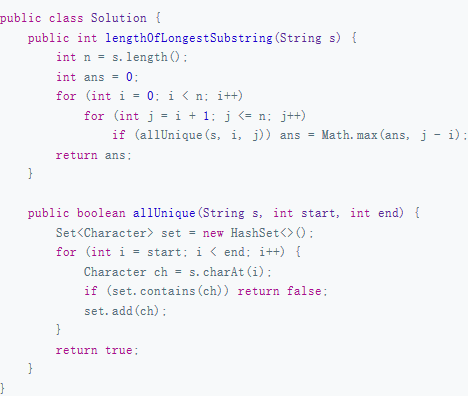 public class Solution {
    public int lengthOfLongestSubstring(String s) {
        int n = s.length();
        int ans = 0;
        for (int i = 0; i < n; i++)
            for (int j = i + 1; j <= n; j++)
                if (allUnique(s, i, j)) ans = Math.max(ans, j - i);
        return ans;
    }

    public boolean allUnique(String s, int start, int end) {
        Set<Character> set = new HashSet<>();
        for (int i = start; i < end; i++) {
            Character ch = s.charAt(i);
            if (set.contains(ch)) return false;
            set.add(ch);
        }
        return true;
    }
}